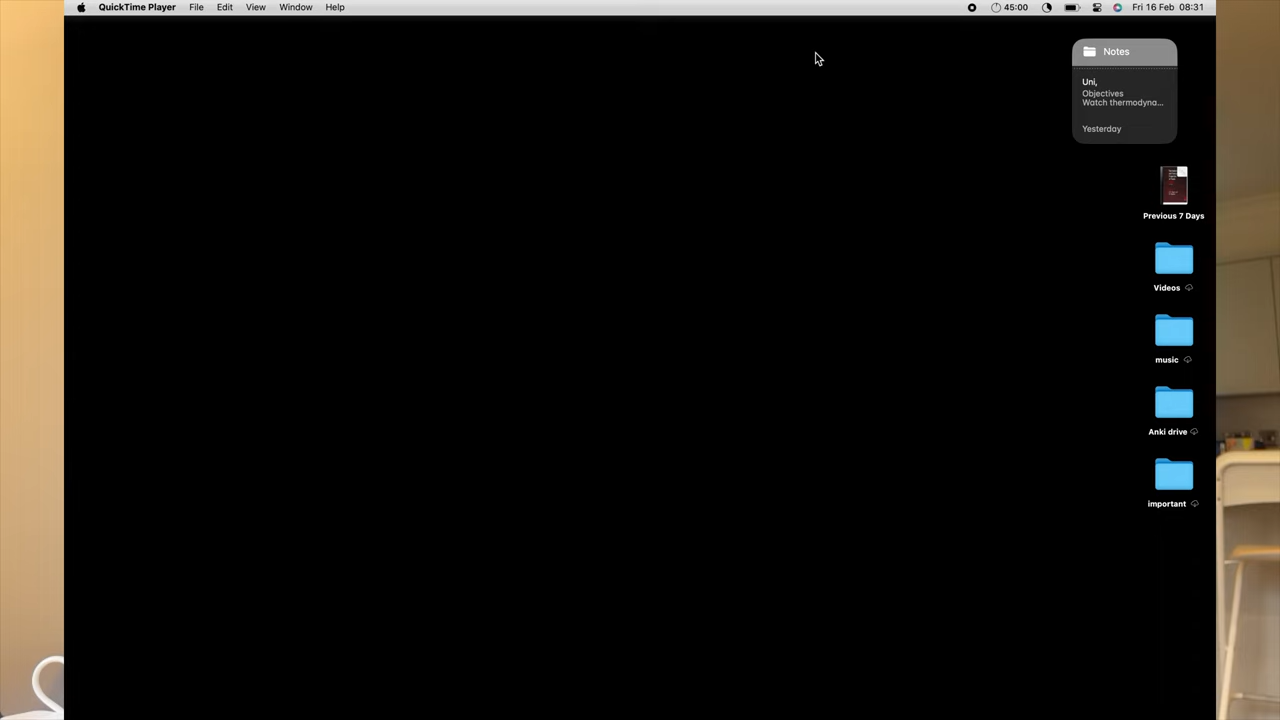 QuickTime Player File Edit View Window Help 45:00 Fri 16 Feb 08:31
Notes
Uni,
Objectives
Watch thermodyna...
Yesterday
Previous 7 Days
Videos
music
Anki drive
important